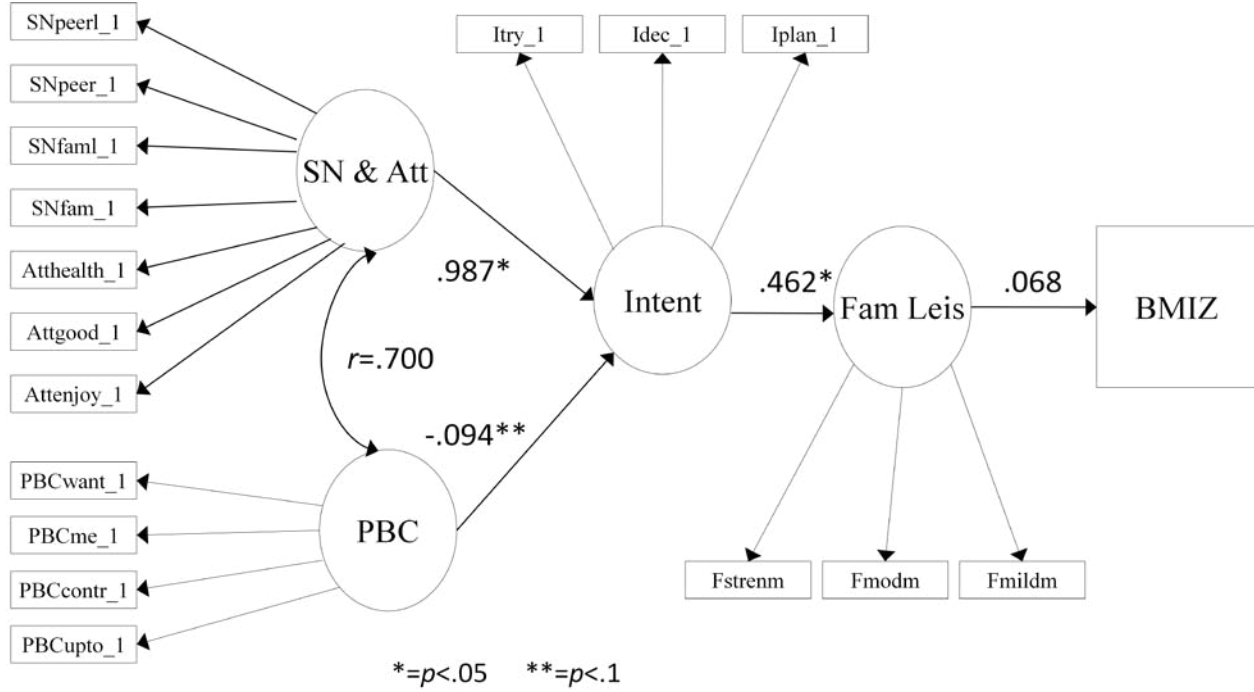 SNpeerl_1
SNpeer_1
SNfaml_1
SNfam_1
Atthealth_1
Attgood_1
Attenjoy_1
PBCwant_1
PBCme_1
PBCcontr_1
PBCupto_1
SN & Att
r=.700
PBC
.987*
-.094**
Itry_1
Idec_1
Iplan_1
Intent
.462*
Fam Leis
.068
BMIZ
Fstrenm
Fmodm
Fmildm
*=p<.05 **=p<.1